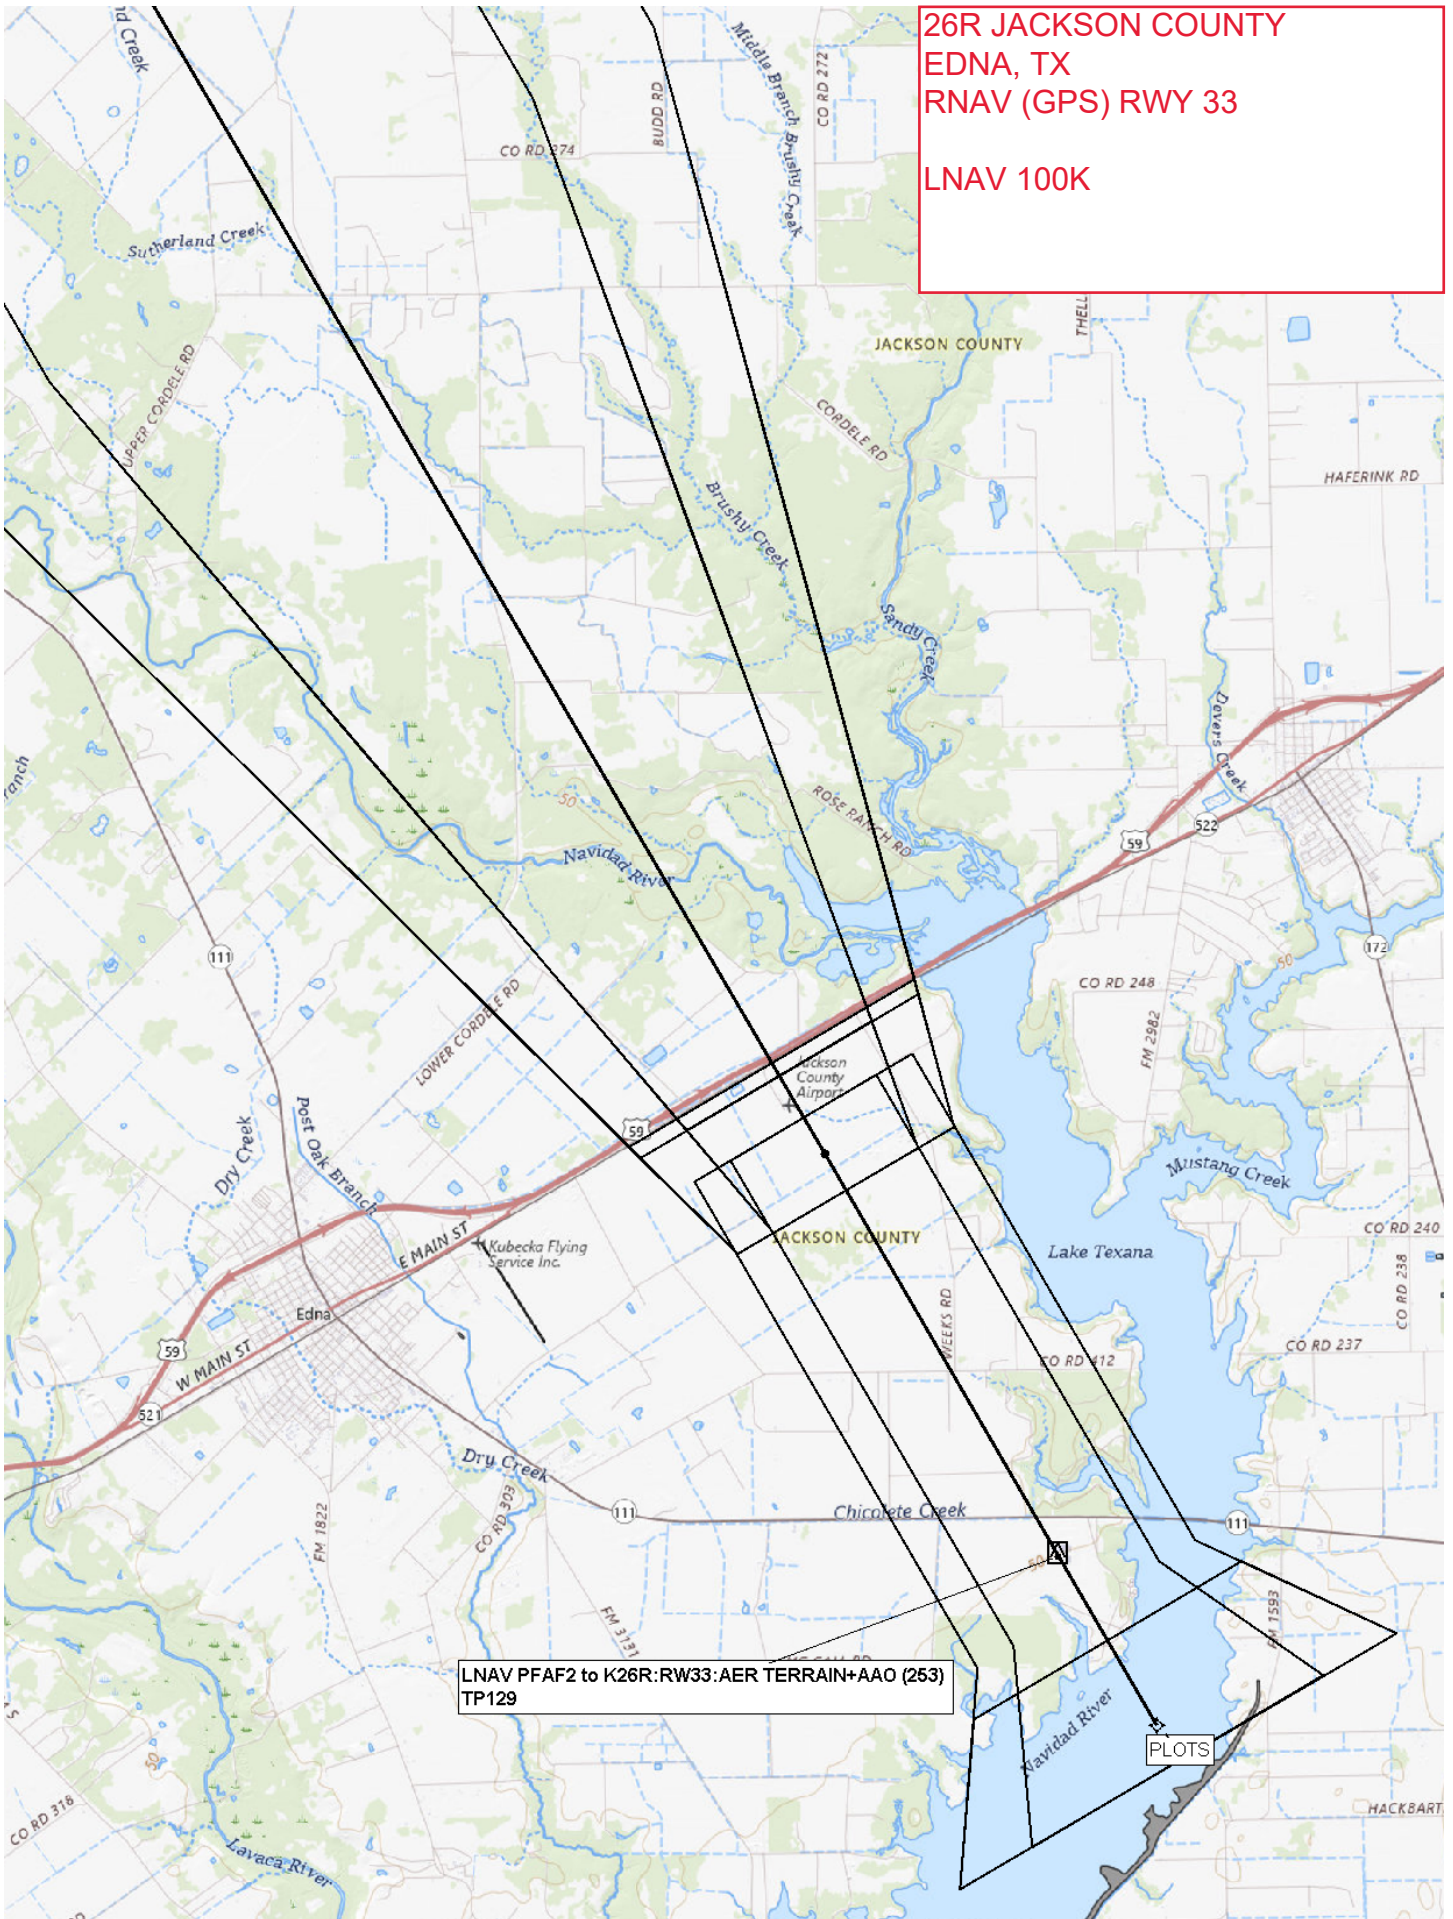 26R JACKSON COUNTY
EDNA, TX
RNAV (GPS) RWY 33
LNAV 100K
Creek
Middle Branch Brushy Creek
CO RD 272
BUDD RD
CO RD 274
Sutherland Creek
JACKSON COUNTY
UPPER CORDELE RD
CORDELE RD
HAFERINK RD
Brushy Creek
Sandy Creek
Devers Creek
50
ROSE RANCH RD
522
59
Navidad River
111
172
50
CO RD 248
LOWER CORDELE RD
FM 2982
Jackson
County
Airport
59
Post Oak Branch
Dry Creek
Mustang Creek
JACKSON COUNTY
CO RD 240
E MAIN ST
Kubecka Flying
Service Inc.
Lake Texana
CO RD 238
Edna
WEEKS RD
59
W MAIN ST
CO RD 412
CO RD 237
521
Dry Creek
111
Chicolete Creek
111
FM 1822
CO RD 303
50
FM 3131
FM 1593
LNAV PFAF2 to K26R:RW33:AER TERRAIN+AAO (253)
TP129
Navidad River
PLOTS
50
CO RD 318
HACKBART
Lavaca River